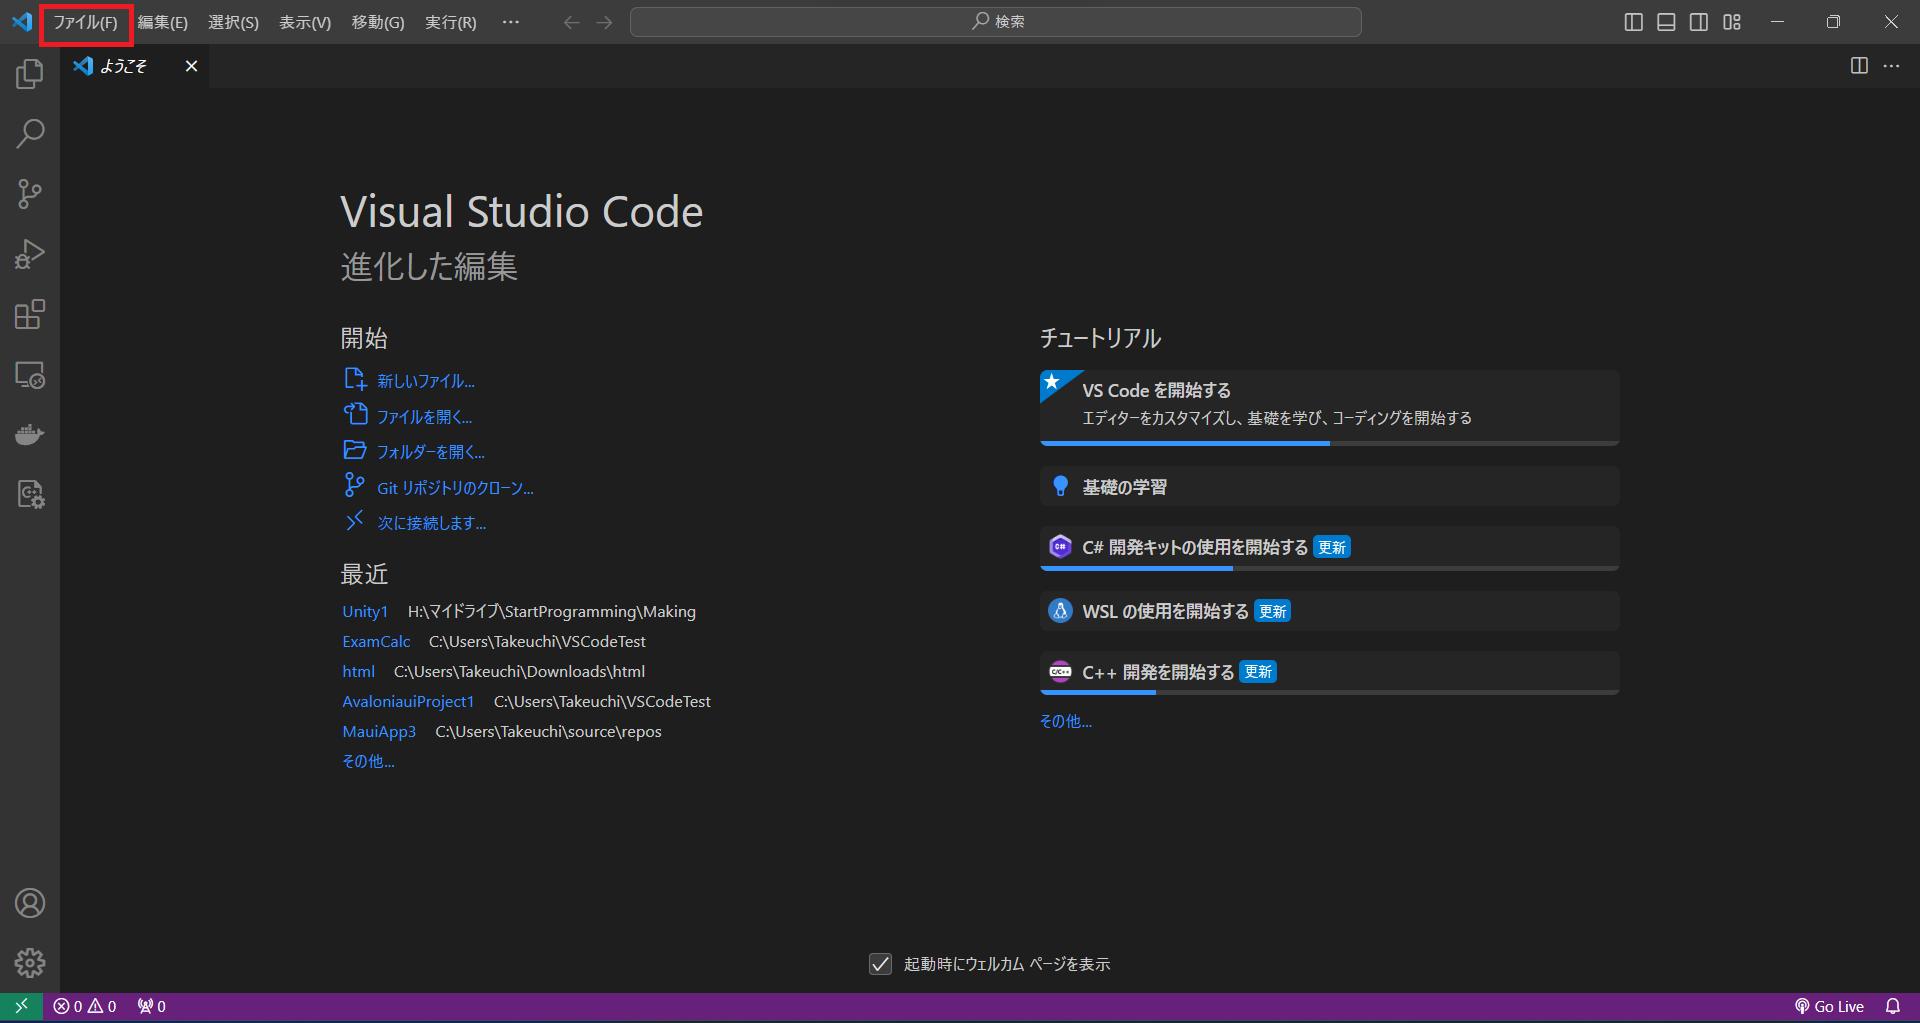 ファイル(F) 編集(E) 選択(S) 表示(V) 移動(G) 実行(R) ··· 検索
ようこそ
Visual Studio Code
進化した編集
開始
新しいファイル...
ファイルを開く...
フォルダーを開く...
Git リポジトリのクローン...
次に接続します...
最近
Unity1 H:\マイドライブ\StartProgramming\Making
ExamCalc C:\Users\Takeuchi\VSCodeTest
html C:\Users\Takeuchi\Downloads\html
AvaloniauiProject1 C:\Users\Takeuchi\VSCodeTest
MauiApp3 C:\Users\Takeuchi\source\repos
その他...
チュートリアル
VS Code を開始する
エディターをカスタマイズし、基礎を学び、コーディングを開始する
基礎の学習
C# 開発キットの使用を開始する 更新
WSL の使用を開始する 更新
C++ 開発を開始する 更新
その他...
起動時にウェルカム ページを表示
0 0 0 Go Live